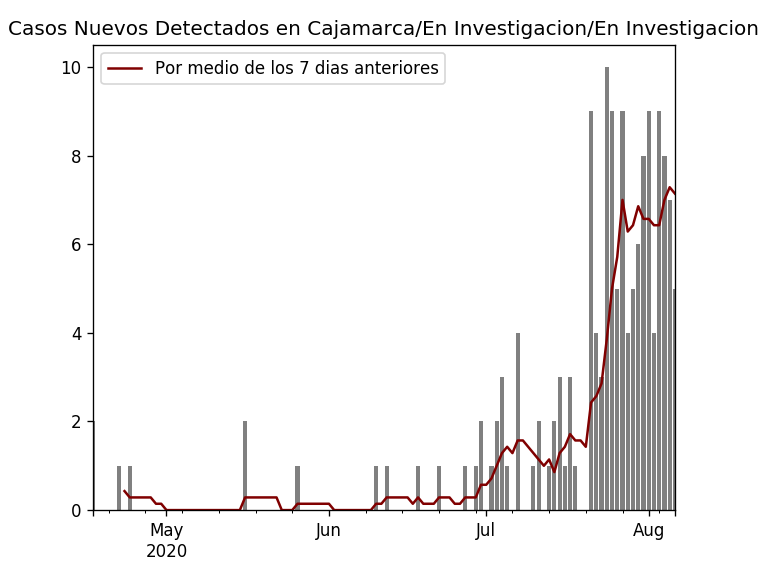 Casos Nuevos Detectados en Cajamarca/En Investigacion/En Investigacion
Por medio de los 7 dias anteriores
10
8
6
4
2
0
May
2020
Jun
Jul
Aug